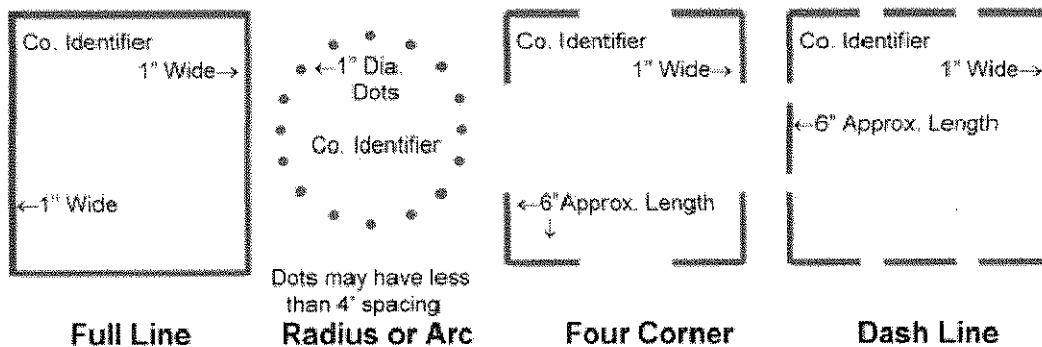 Co. Identifier
1" Wide→
←1" Wide
Full Line
←1" Dia.
Dots
Co. Identifier
Dots may have less
than 4" spacing
Radius or Arc
Co. Identifier
1" Wide→
←6"Approx. Length
↓
Four Corner
Co. Identifier
1" Wide→
←6" Approx. Length
Dash Line